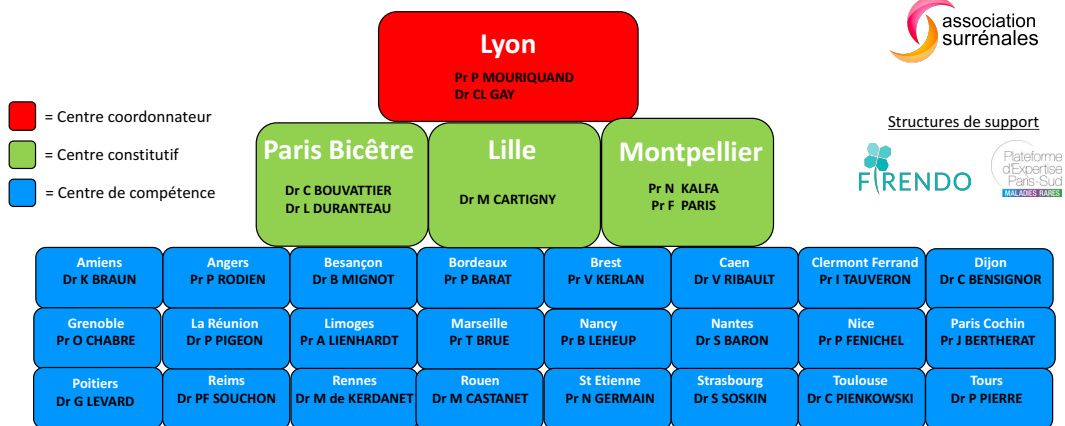 association
surrénales
Lyon
Pr P MOURIQUAND
Dr CL GAY
= Centre coordonnateur
= Centre constitutif
= Centre de compétence
Paris Bicêtre
Dr C BOUVATTIER
Dr L DURANTEAU
Lille
Dr M CARTIGNY
Montpellier
Pr N KALFA
Pr F PARIS
Structures de support
FIRENDO
Plateforme
d'Expertise
Paris-Sud
MALADIES RARES
Amiens
Dr K BRAUN
Angers
Pr P RODIEN
Besançon
Dr B MIGNOT
Bordeaux
Pr P BARAT
Brest
Pr V KERLAN
Caen
Dr V RIBAULT
Clermont Ferrand
Pr I TAUVERON
Dijon
Dr C BENSIGNOR
Grenoble
Pr O CHABRE
La Réunion
Dr P PIGEON
Limoges
Pr A LIENHARDT
Marseille
Pr T BRUE
Nancy
Pr B LEHEUP
Nantes
Dr S BARON
Nice
Pr P FENICHEL
Paris Cochin
Pr J BERTHERAT
Poitiers
Dr G LEVARD
Reims
Dr PF SOUCHON
Rennes
Dr M de KERDANET
Rouen
Dr M CASTANET
St Etienne
Pr N GERMAIN
Strasbourg
Dr S SOSKIN
Toulouse
Dr C PIENKOWSKI
Tours
Dr P PIERRE